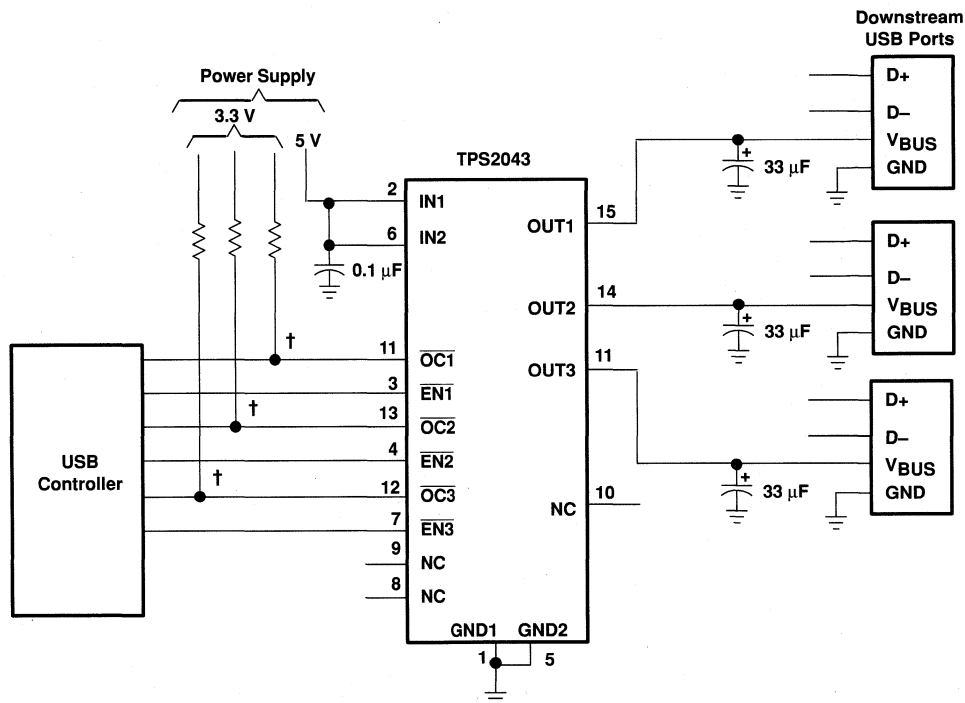 Downstream
USB Ports
Power Supply
3.3 V
5 V
TPS2043
2 IN1
6 IN2
0.1 μF
† 11 OC1
3 EN1
† 13 OC2
4 EN2
† 12 OC3
7 EN3
9 NC
8 NC
USB
Controller
GND1 GND2
1 5
OUT1 15
OUT2 14
OUT3 11
NC 10
+ 33 μF
+ 33 μF
+ 33 μF
D+
D–
VBUS
GND
D+
D–
VBUS
GND
D+
D–
VBUS
GND